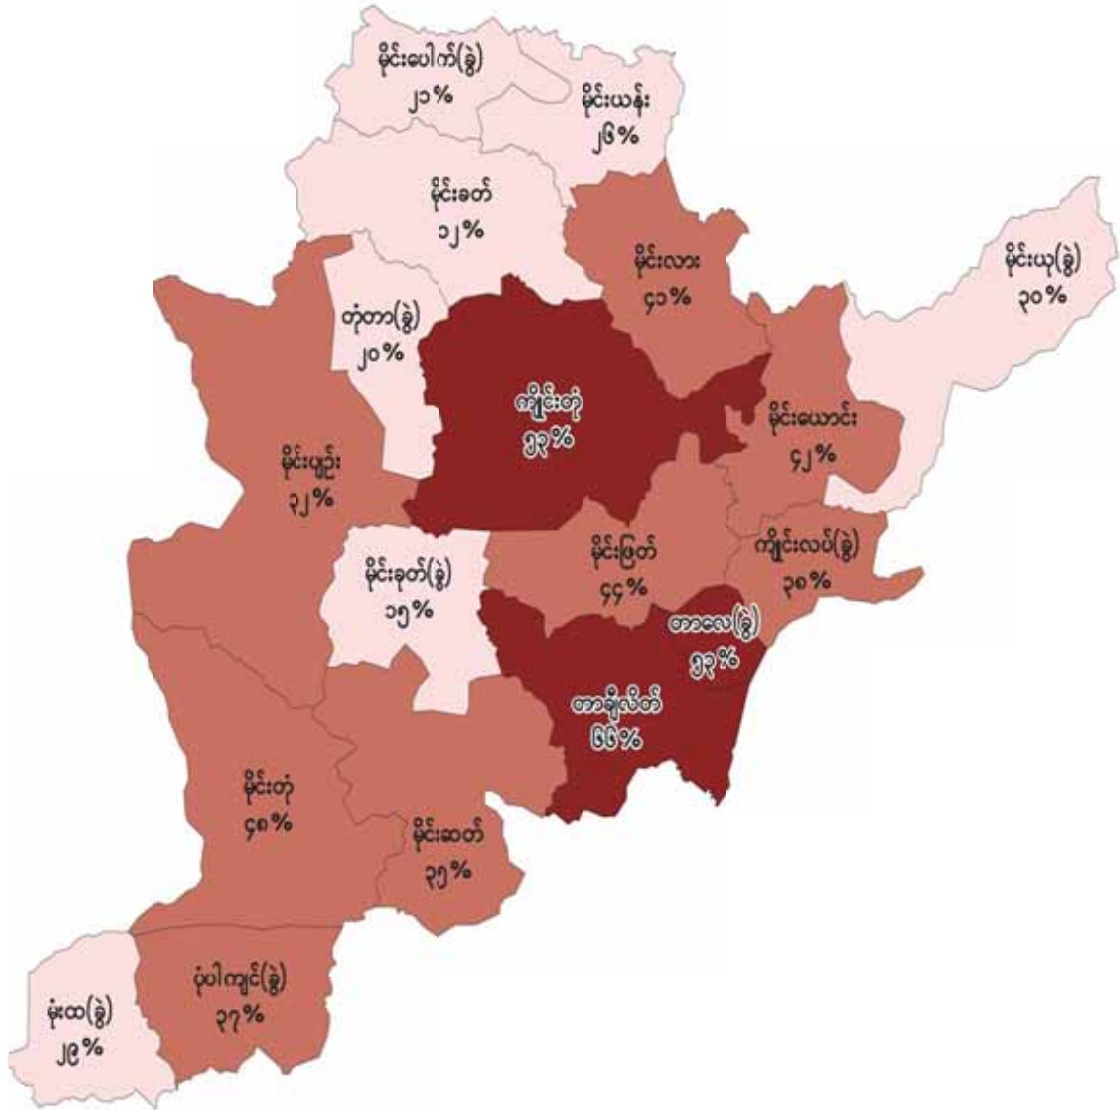 မိုင်းပေါက်(ခွဲ)
၂၁%
မိုင်းယန်း
၂၆%
မိုင်းခတ်
၁၂%
မိုင်းလား
၄၁%
မိုင်းယု(ခွဲ)
၃၀%
တုံတာ(ခွဲ)
၂၀%
ကျိုင်းတုံ
၅၃%
မိုင်းယောင်း
၄၂%
မိုင်းပျဉ်း
၃၂%
မိုင်းဖြတ်
၄၄%
ကျိုင်းလပ်(ခွဲ)
၃၈%
မိုင်းခုတ်(ခွဲ)
၁၅%
တာလေ(ခွဲ)
၅၃%
တာချီလိတ်
၆၆%
မိုင်းတုံ
၄၈%
မိုင်းဆတ်
၃၅%
ပုံပါကျင်(ခွဲ)
၃၇%
မုံးထ(ခွဲ)
၂၉%